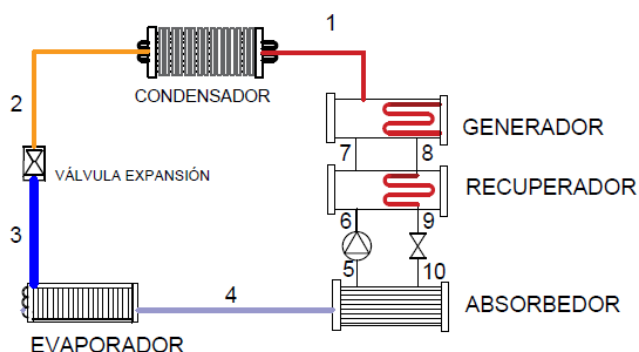 1
CONDENSADOR
2
GENERADOR
7
8
VÁLVULA EXPANSIÓN
RECUPERADOR
6
9
3
5
10
4
ABSORBEDOR
EVAPORADOR